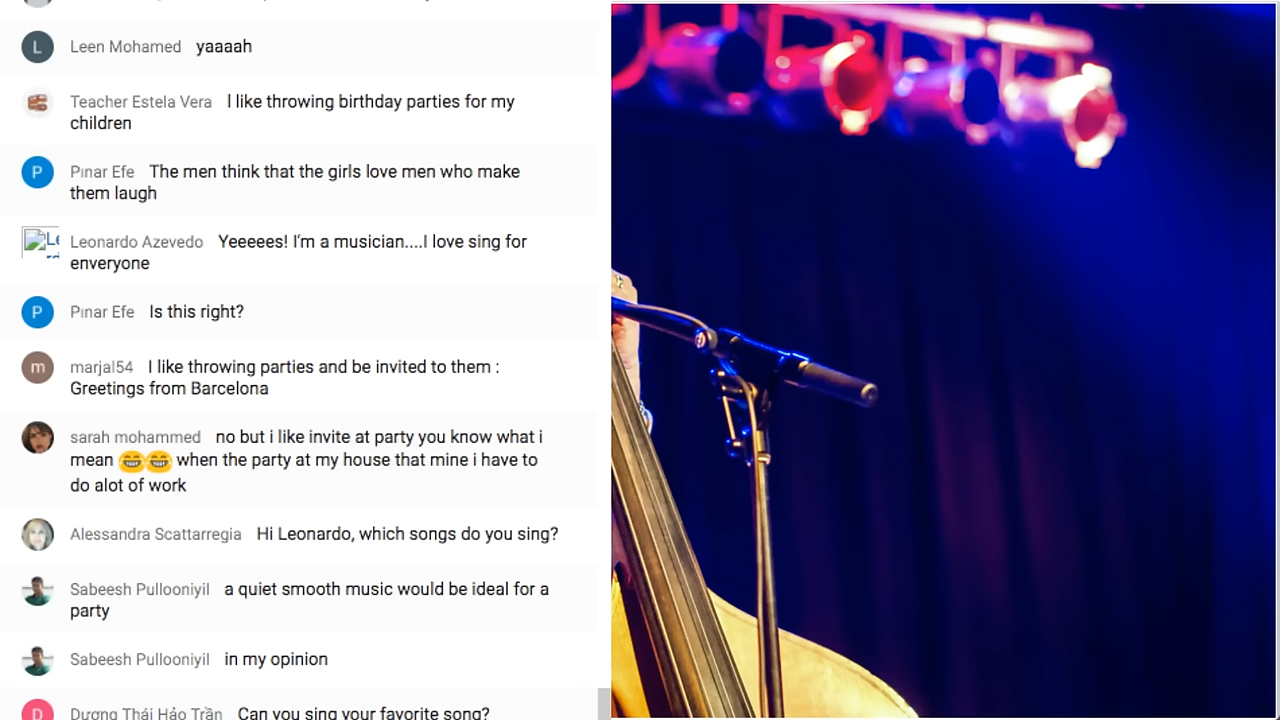 L Leen Mohamed yaaaah
Teacher Estela Vera I like throwing birthday parties for my
children
P Pınar Efe The men think that the girls love men who make
them laugh
Leonardo Azevedo Yeeeees! I'm a musician....I love sing for
enveryone
P Pınar Efe Is this right?
m marjal54 I like throwing parties and be invited to them :
Greetings from Barcelona
sarah mohammed no but i like invite at party you know what i
mean 😂😂 when the party at my house that mine i have to
do alot of work
Alessandra Scattarregia Hi Leonardo, which songs do you sing?
Sabeesh Pullooniyil a quiet smooth music would be ideal for a
party
Sabeesh Pullooniyil in my opinion
D Dương Thái Hảo Trần Can you sing your favorite song?